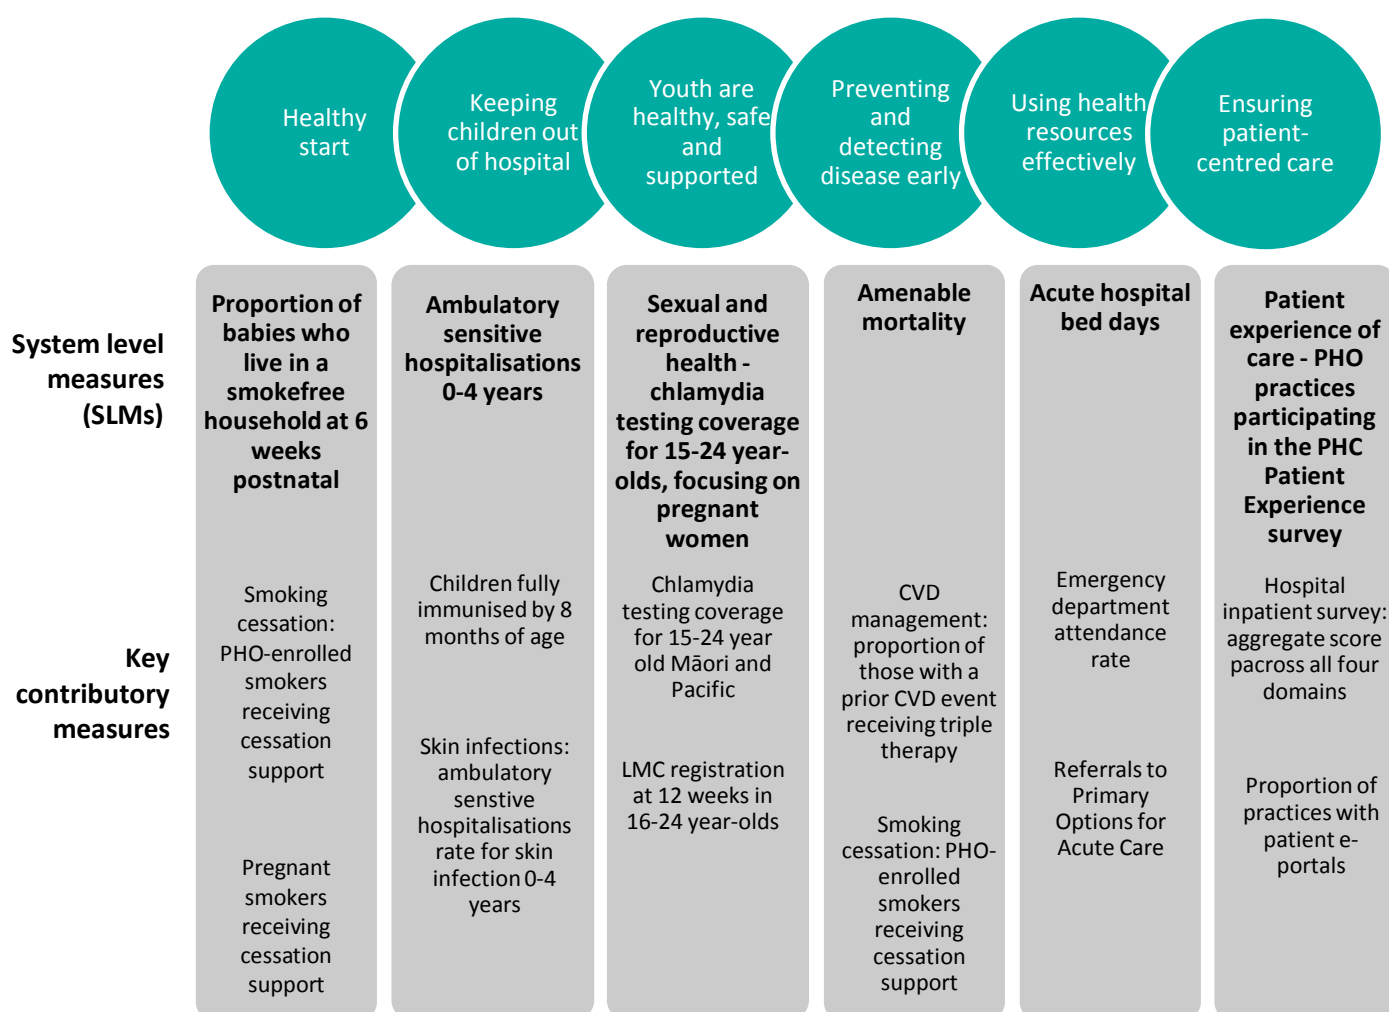 Healthy
start
Keeping
children out
of hospital
Youth are
healthy, safe
and
supported
Preventing
and
detecting
disease early
Using health
resources
effectively
Ensuring
patient-
centred care
System level
measures
(SLMs)
Proportion of
babies who
live in a
smokefree
household at 6
weeks
postnatal
Ambulatory
sensitive
hospitalisations
0-4 years
Sexual and
reproductive
health -
chlamydia
testing coverage
for 15-24 year-
olds, focusing on
pregnant
women
Amenable
mortality
Acute hospital
bed days
Patient
experience of
care - PHO
practices
participating
in the PHC
Patient
Experience
survey
Key
contributory
measures
Smoking
cessation:
PHO-enrolled
smokers
receiving
cessation
support
Pregnant
smokers
receiving
cessation
support
Children fully
immunised by 8
months of age
Skin infections:
ambulatory
senstive
hospitalisations
rate for skin
infection 0-4
years
Chlamydia
testing coverage
for 15-24 year
old Māori and
Pacific
LMC registration
at 12 weeks in
16-24 year-olds
CVD
management:
proportion of
those with a
prior CVD event
receiving triple
therapy
Smoking
cessation: PHO-
enrolled
smokers
receiving
cessation
support
Emergency
department
attendance
rate
Referrals to
Primary
Options for
Acute Care
Hospital
inpatient survey:
aggregate score
pacross all four
domains
Proportion of
practices with
patient e-
portals